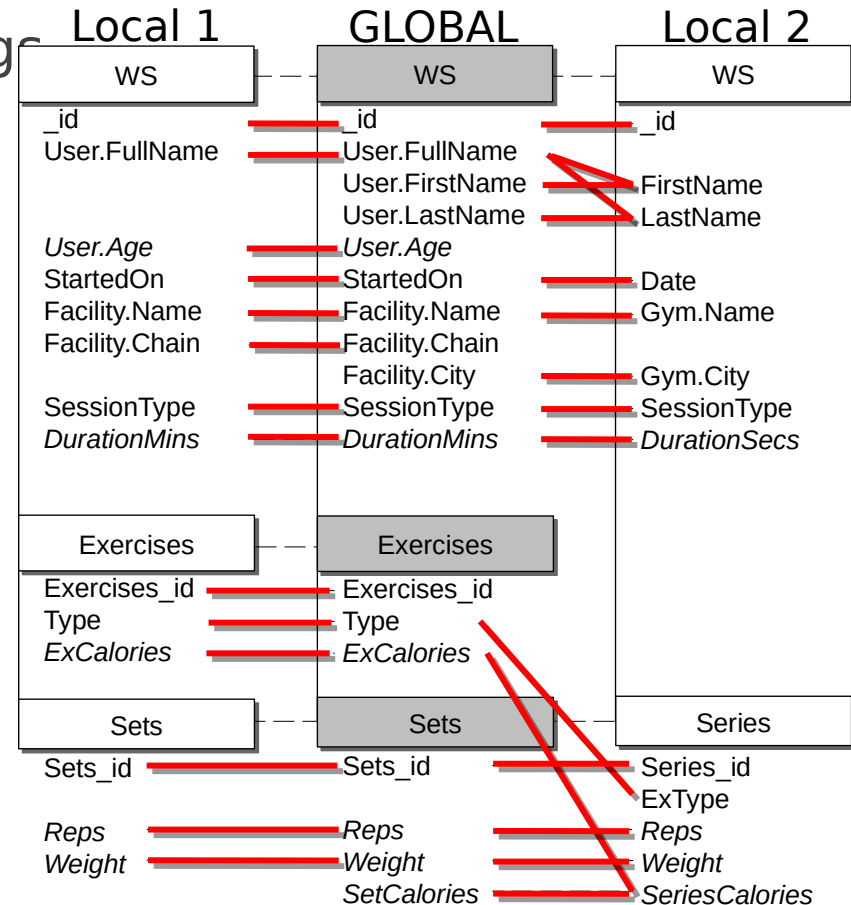 gs
Local 1 GLOBAL Local 2
WS WS WS
_id _id _id
User.FullName User.FullName
User.FirstName FirstName
User.LastName LastName
User.Age User.Age
StartedOn StartedOn Date
Facility.Name Facility.Name Gym.Name
Facility.Chain Facility.Chain
Facility.City Gym.City
SessionType SessionType SessionType
DurationMins DurationMins DurationSecs
Exercises Exercises
Exercises_id Exercises_id
Type Type
ExCalories ExCalories
Sets Sets Series
Sets_id Sets_id Series_id
ExType
Reps Reps Reps
Weight Weight Weight
SetCalories SeriesCalories